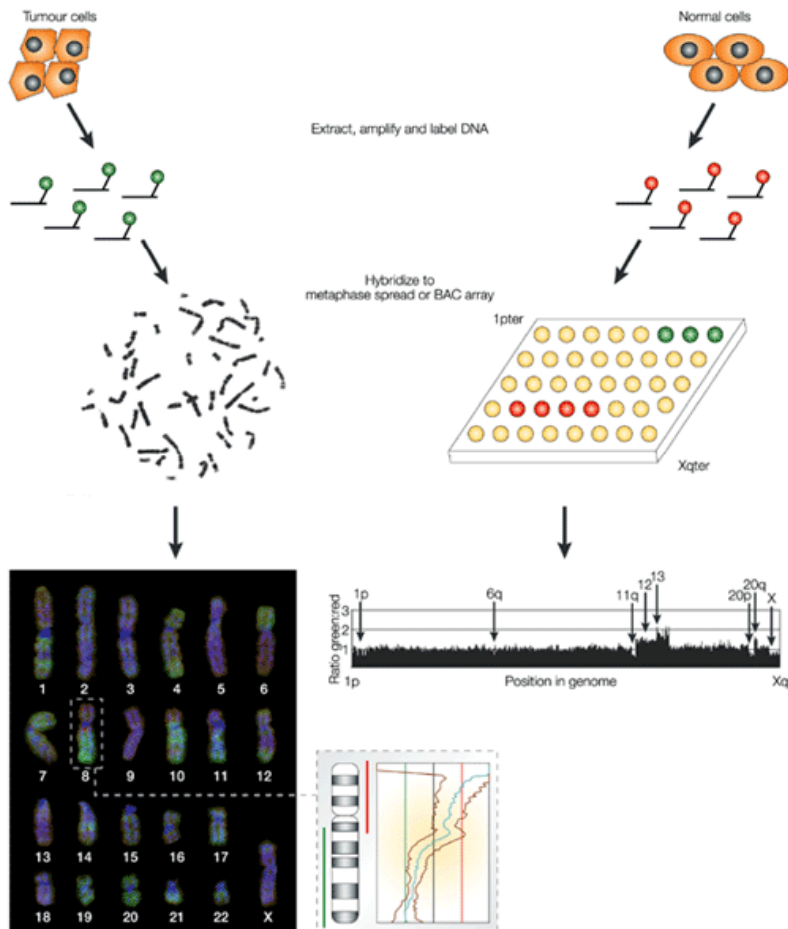 Tumour cells
Normal cells
Extract, amplify and label DNA
Hybridize to
metaphase spread or BAC array
1pter
Xqter
1 2 3 4 5 6
7 8 9 10 11 12
13 14 15 16 17
18 19 20 21 22 X
Ratio green:red
3
2
1
1p
6q
11q
12
13
20p
20q
X
1p
Position in genome
Xq